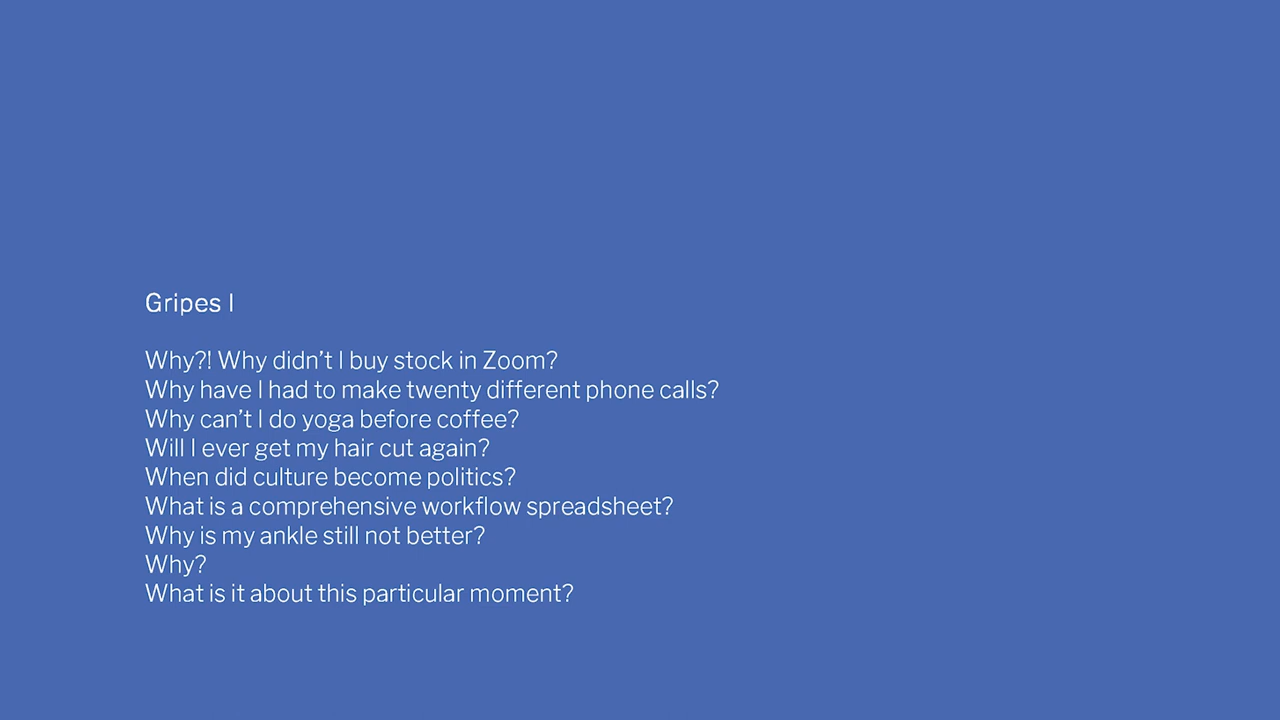 Gripes I
Why?! Why didn’t I buy stock in Zoom?
Why have I had to make twenty different phone calls?
Why can’t I do yoga before coffee?
Will I ever get my hair cut again?
When did culture become politics?
What is a comprehensive workflow spreadsheet?
Why is my ankle still not better?
Why?
What is it about this particular moment?